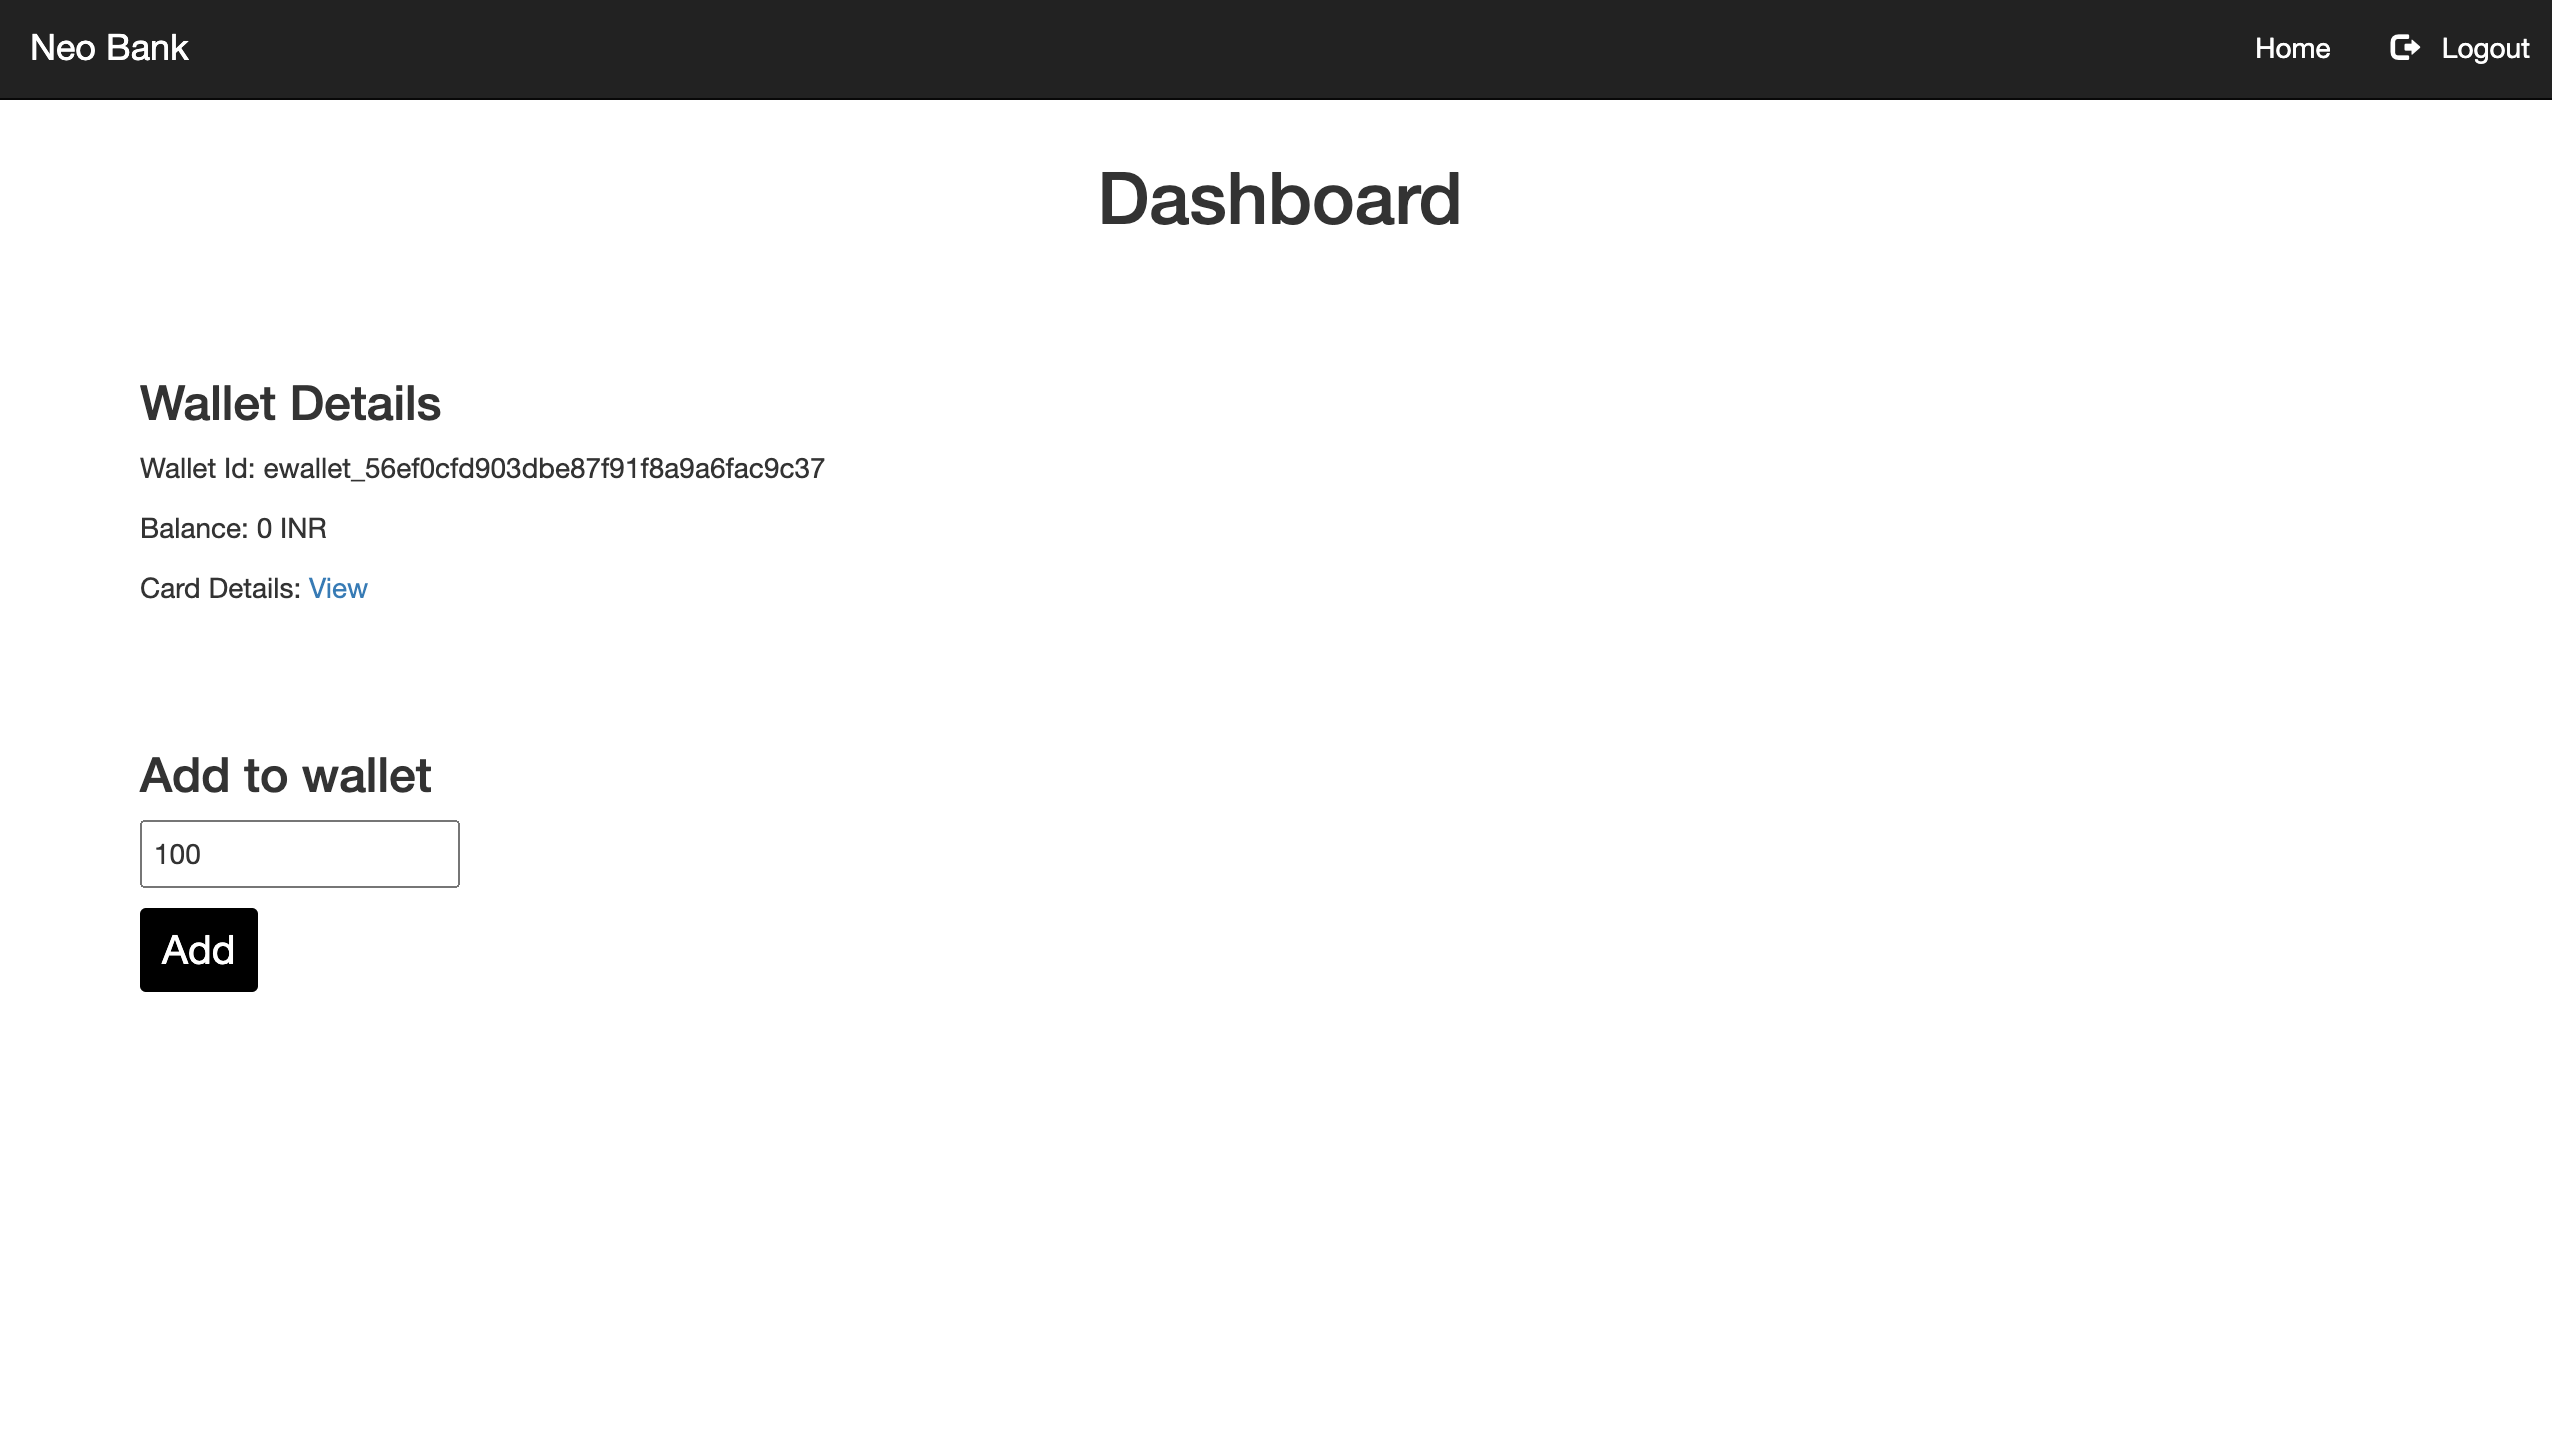 Neo Bank
Home Logout
Dashboard
Wallet Details
Wallet Id: ewallet_56ef0cfd903dbe87f91f8a9a6fac9c37
Balance: 0 INR
Card Details: View
Add to wallet
100
Add